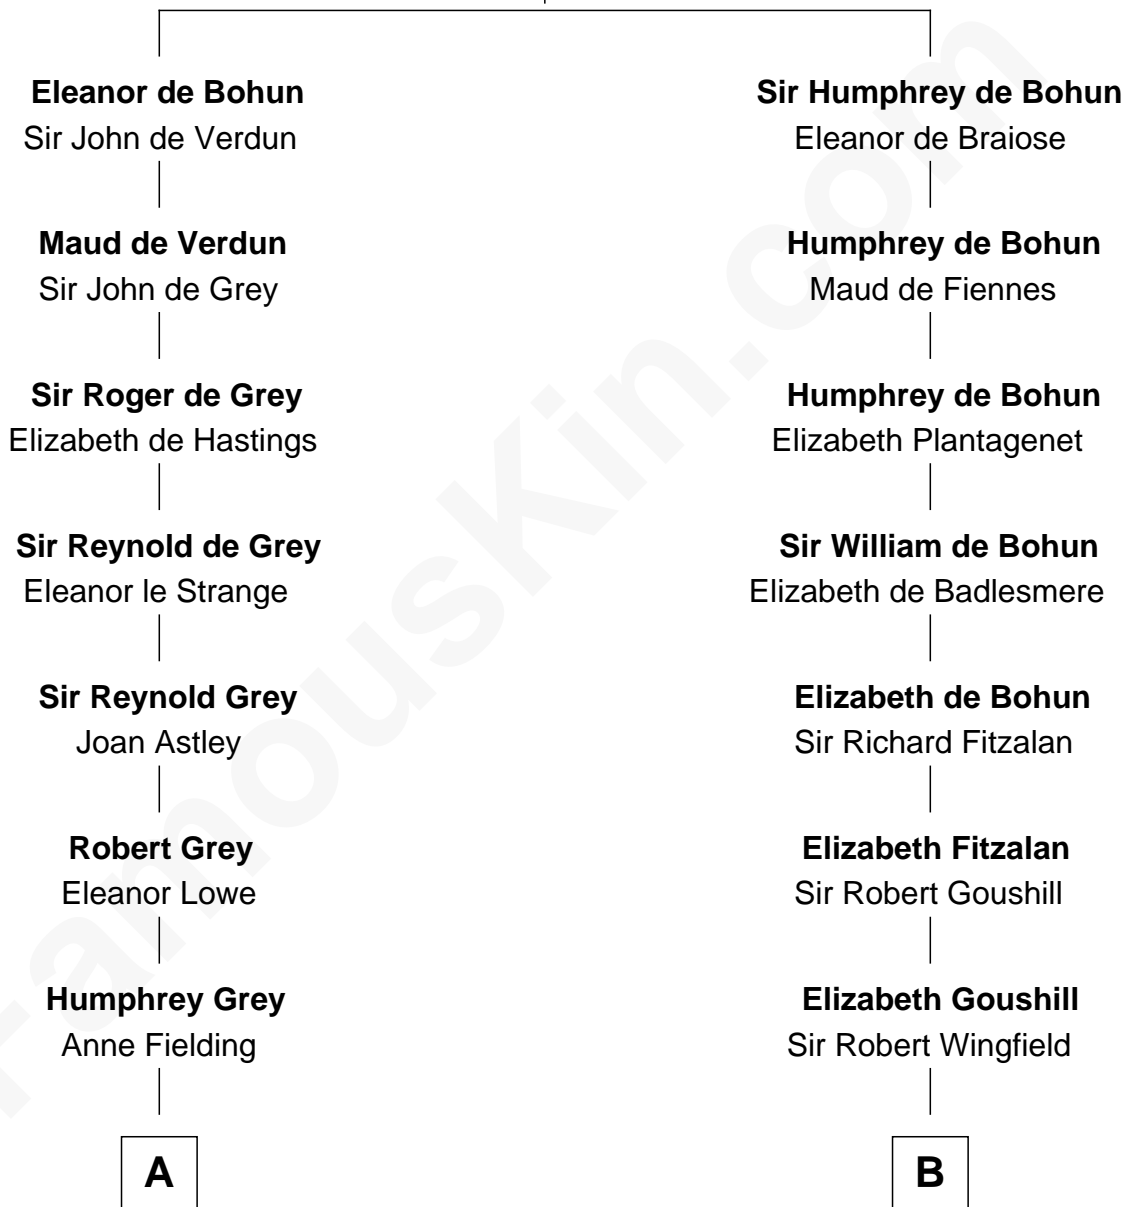 Eleanor de Bohun
Sir John de Verdun
Maud de Verdun
Sir John de Grey
Sir Roger de Grey
Elizabeth de Hastings
Sir Reynold de Grey
Eleanor le Strange
Sir Reynold Grey
Joan Astley
Robert Grey
Eleanor Lowe
Humphrey Grey
Anne Fielding
A
Sir Humphrey de Bohun
Eleanor de Braiose
Humphrey de Bohun
Maud de Fiennes
Humphrey de Bohun
Elizabeth Plantagenet
Sir William de Bohun
Elizabeth de Badlesmere
Elizabeth de Bohun
Sir Richard Fitzalan
Elizabeth Fitzalan
Sir Robert Goushill
Elizabeth Goushill
Sir Robert Wingfield
B
FamousKin.com